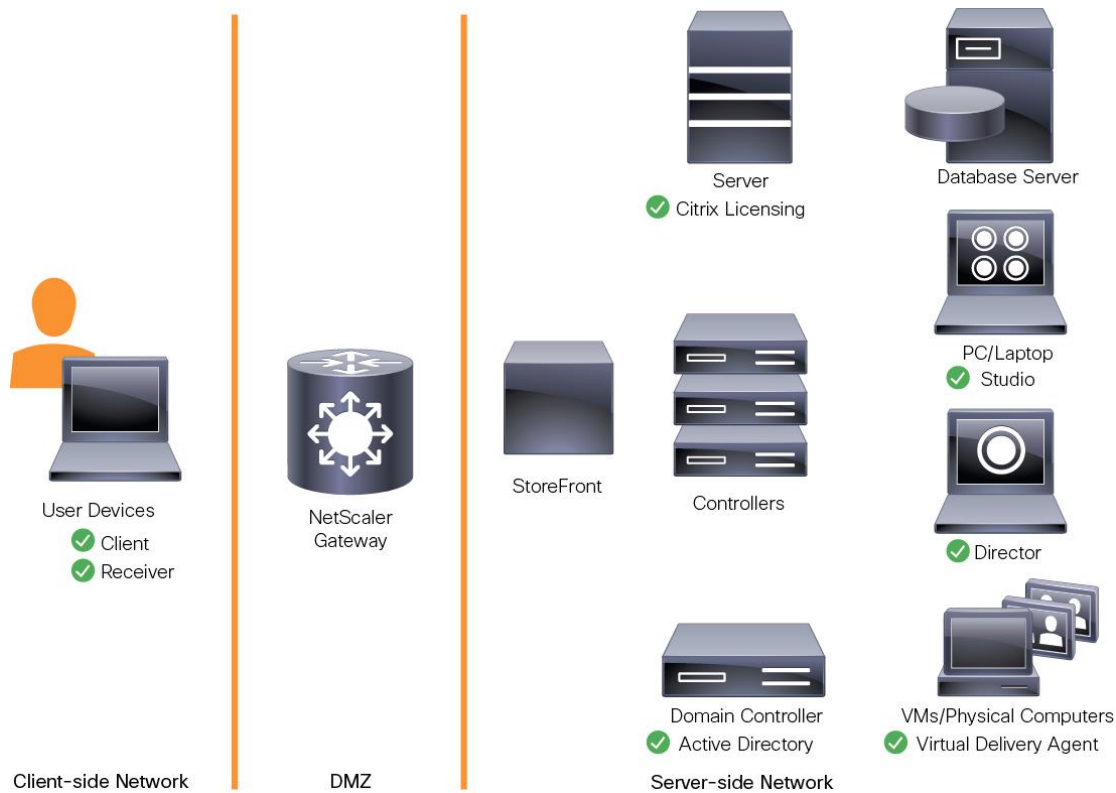 Server
Citrix Licensing
Database Server
PC/Laptop
Studio
User Devices
Client
Receiver
NetScaler
Gateway
StoreFront
Controllers
Director
Domain Controller
Active Directory
VMs/Physical Computers
Virtual Delivery Agent
Client-side Network
DMZ
Server-side Network